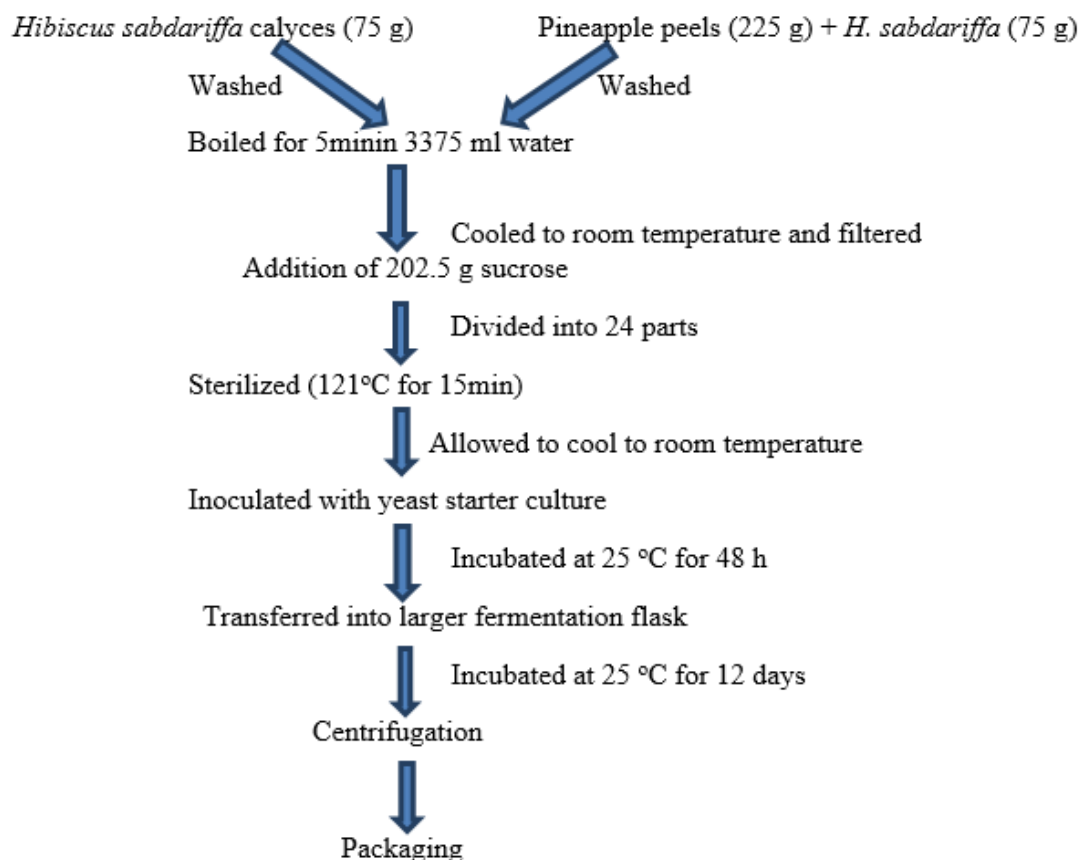 Hibiscus sabdariffa calyces (75 g)
Pineapple peels (225 g) + H. sabdariffa (75 g)
Washed
Washed
Boiled for 5minin 3375 ml water
Cooled to room temperature and filtered
Addition of 202.5 g sucrose
Divided into 24 parts
Sterilized (121°C for 15min)
Allowed to cool to room temperature
Inoculated with yeast starter culture
Incubated at 25 °C for 48 h
Transferred into larger fermentation flask
Incubated at 25 °C for 12 days
Centrifugation
Packaging